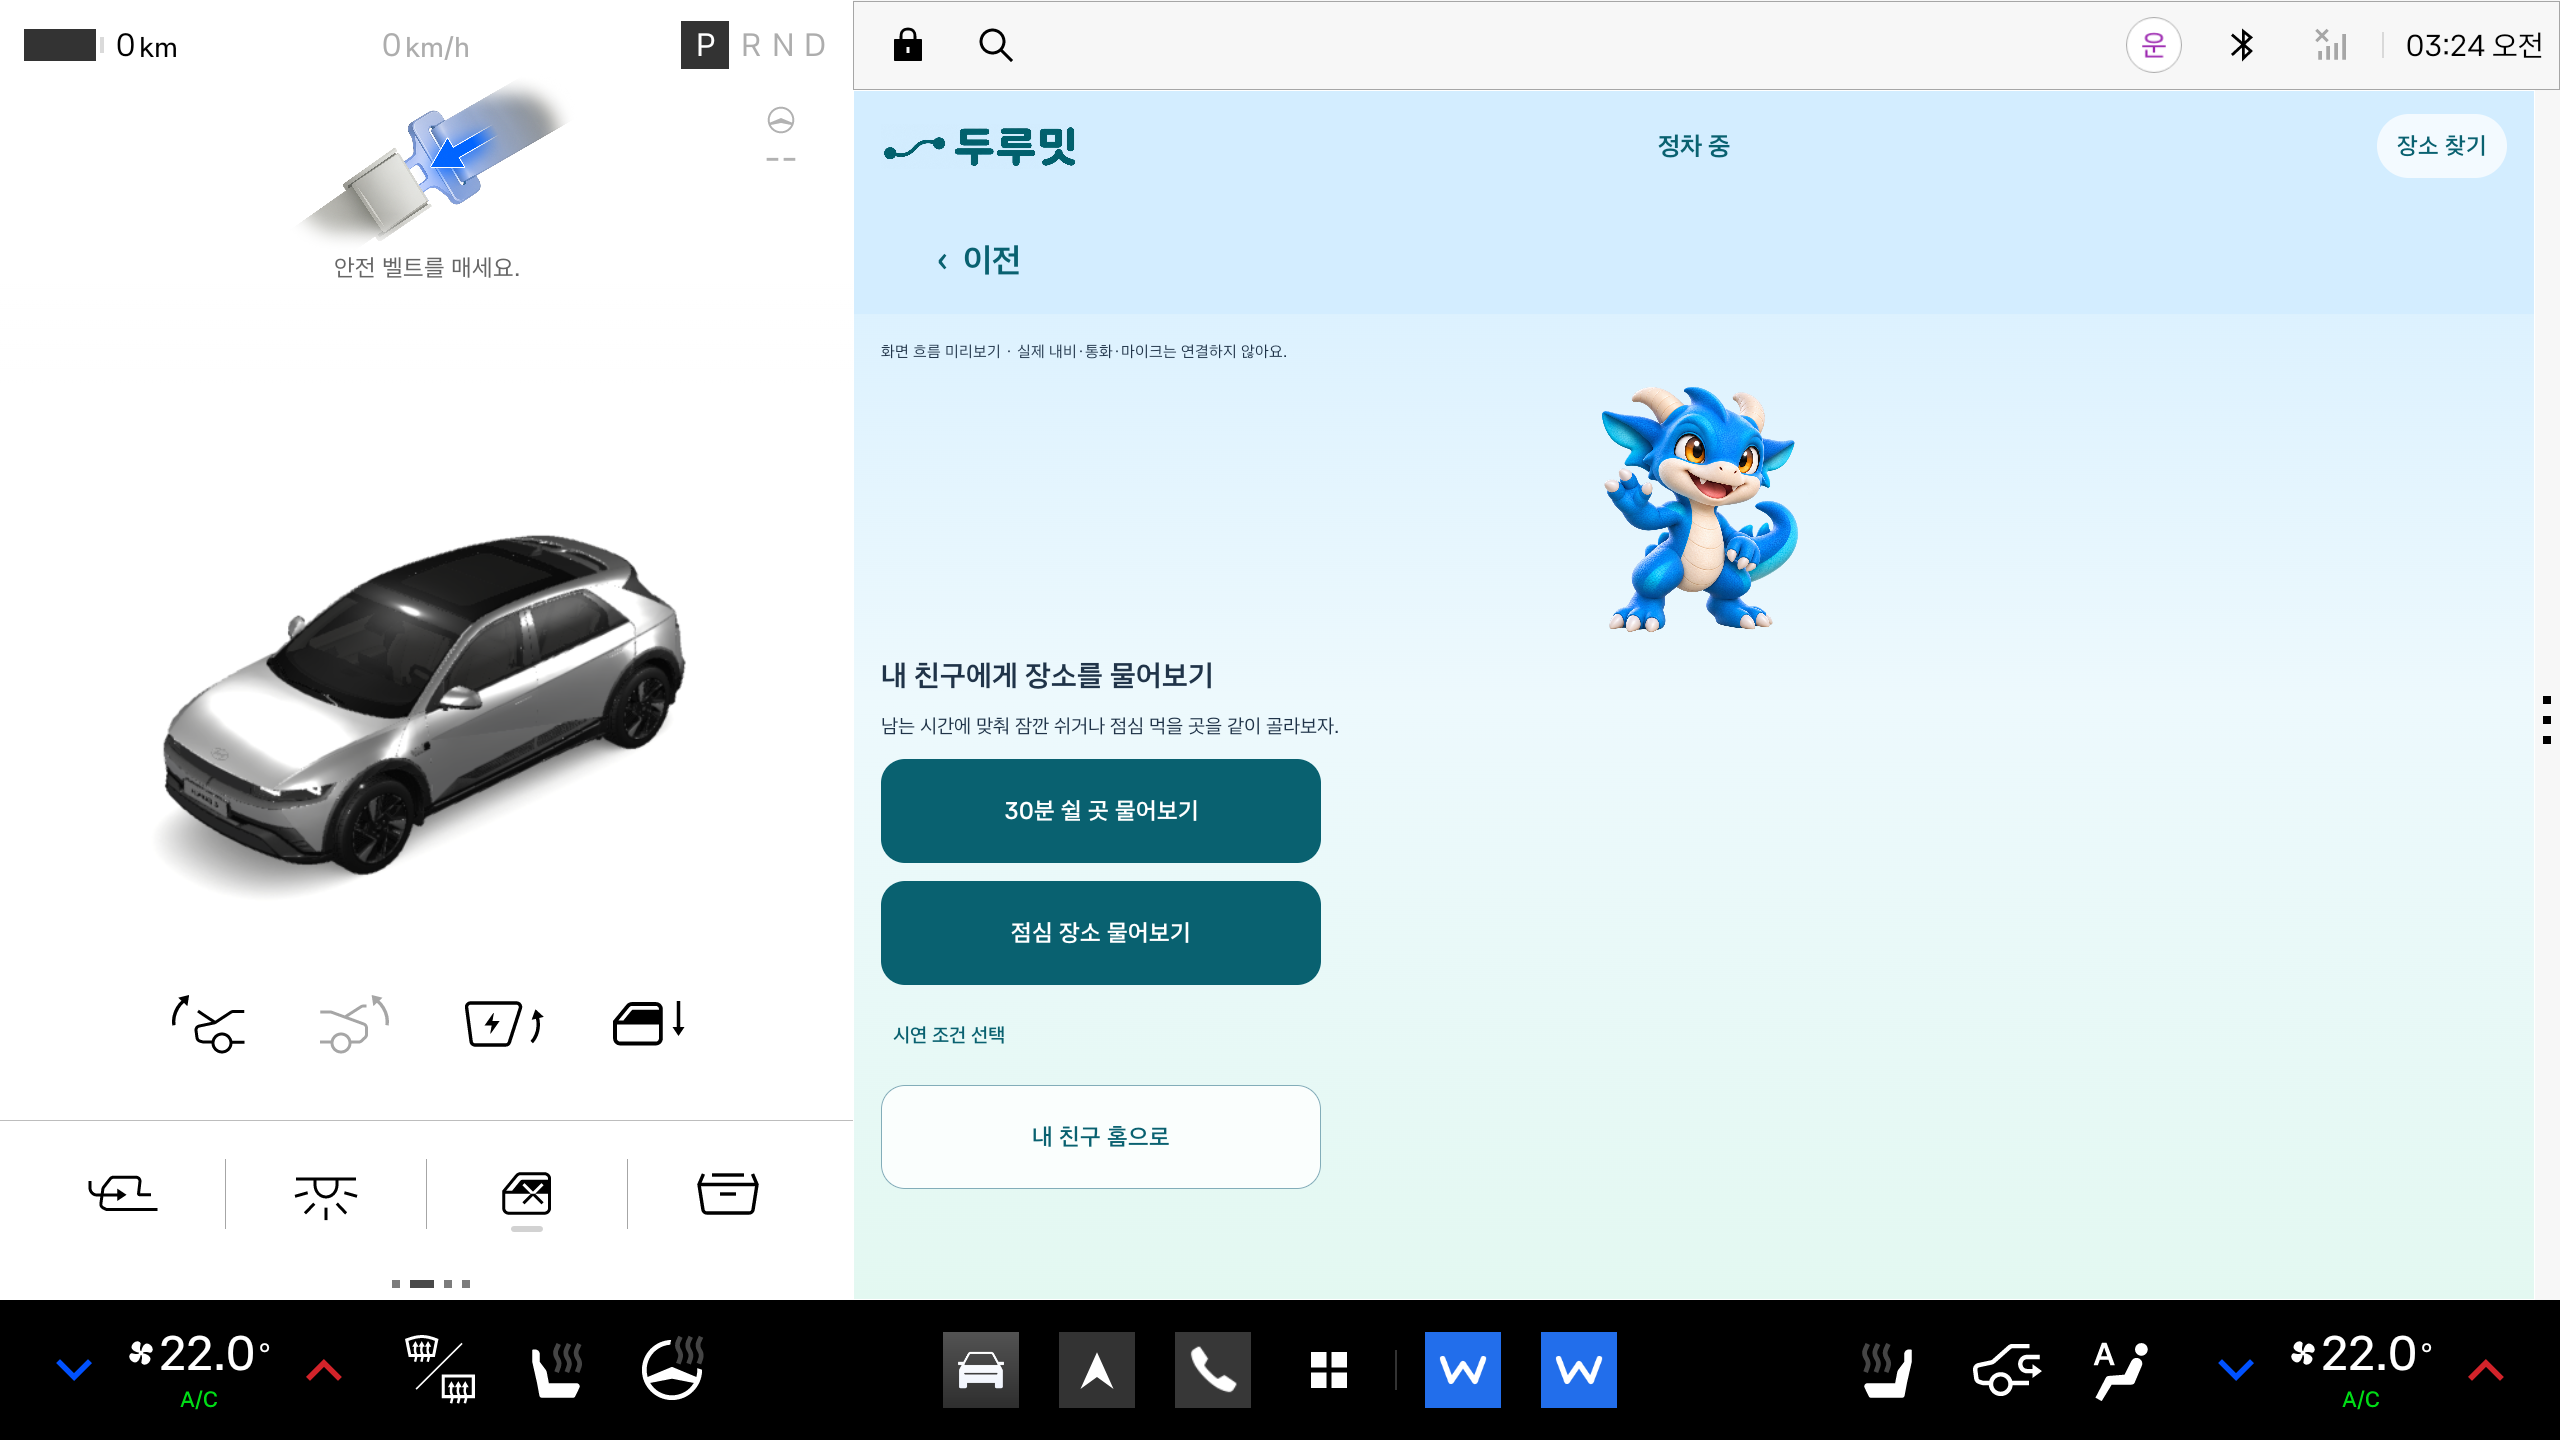 0 km
0 km/h
P R N D
안전 벨트를 매세요.
운
03:24 오전
두루밋
정차 중
장소 찾기
‹ 이전
화면 흐름 미리보기 · 실제 내비·통화·마이크는 연결하지 않아요.
내 친구에게 장소를 물어보기
남는 시간에 맞춰 잠깐 쉬거나 점심 먹을 곳을 같이 골라보자.
30분 쉴 곳 물어보기
점심 장소 물어보기
시연 조건 선택
내 친구 홈으로
22.0°
A/C
A
22.0°
A/C